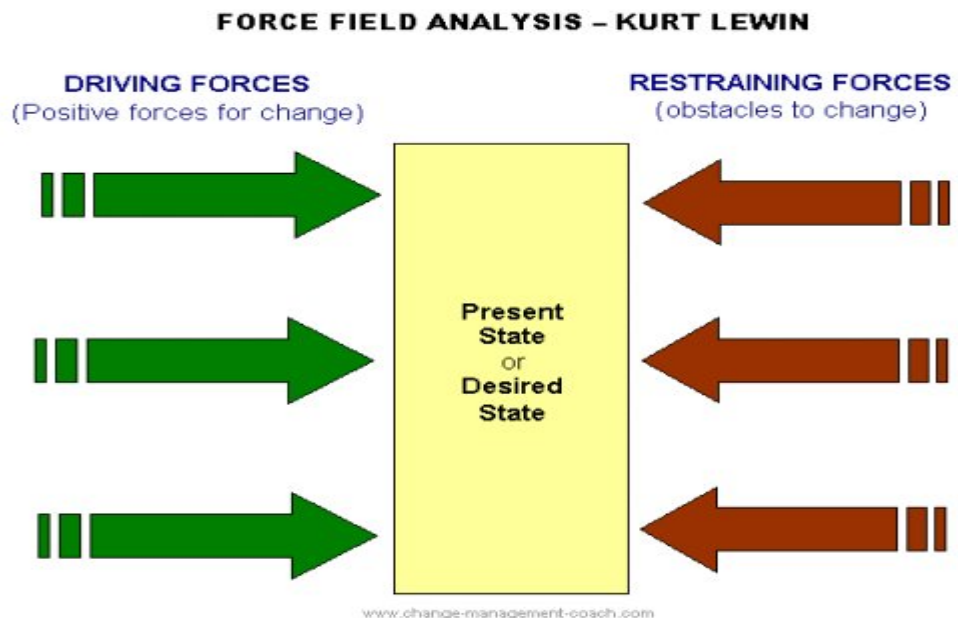 FORCE FIELD ANALYSIS – KURT LEWIN
DRIVING FORCES
(Positive forces for change)
RESTRAINING FORCES
(obstacles to change)
Present
State
or
Desired
State
www.change-management-coach.com